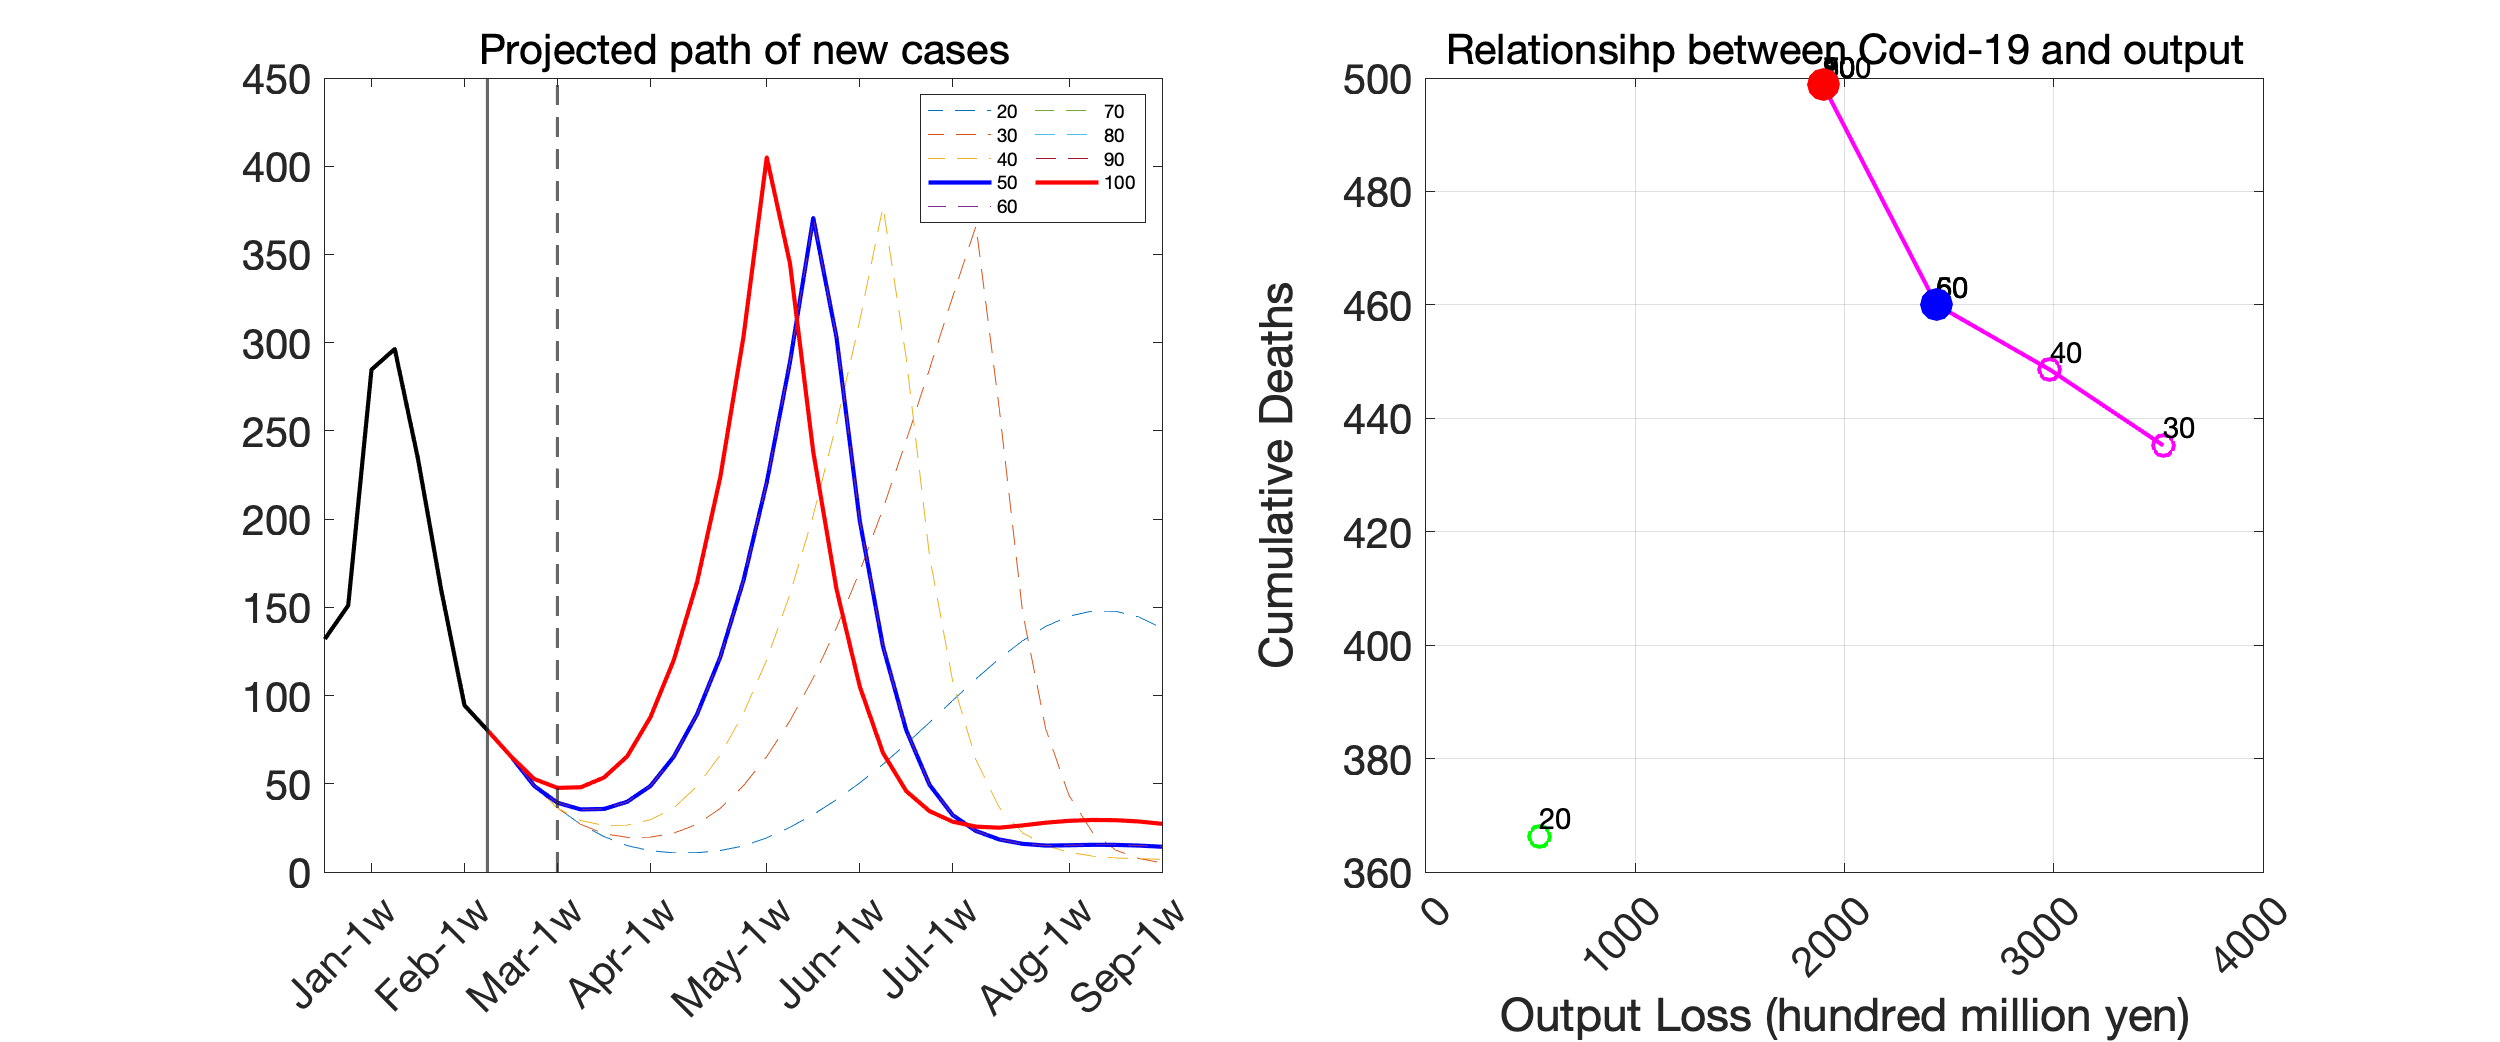 Projected path of new cases
450
400
350
300
250
200
150
100
50
0
20
30
40
50
60
70
80
90
100
Jan-1w
Feb-1w
Mar-1w
Apr-1w
May-1w
Jun-1w
Jul-1w
Aug-1w
Sep-1w
Relationsihp between Covid-19 and output
Cumulative Deaths
500
480
460
440
420
400
380
360
100
40
30
20
0
1000
2000
3000
4000
Output Loss (hundred million yen)